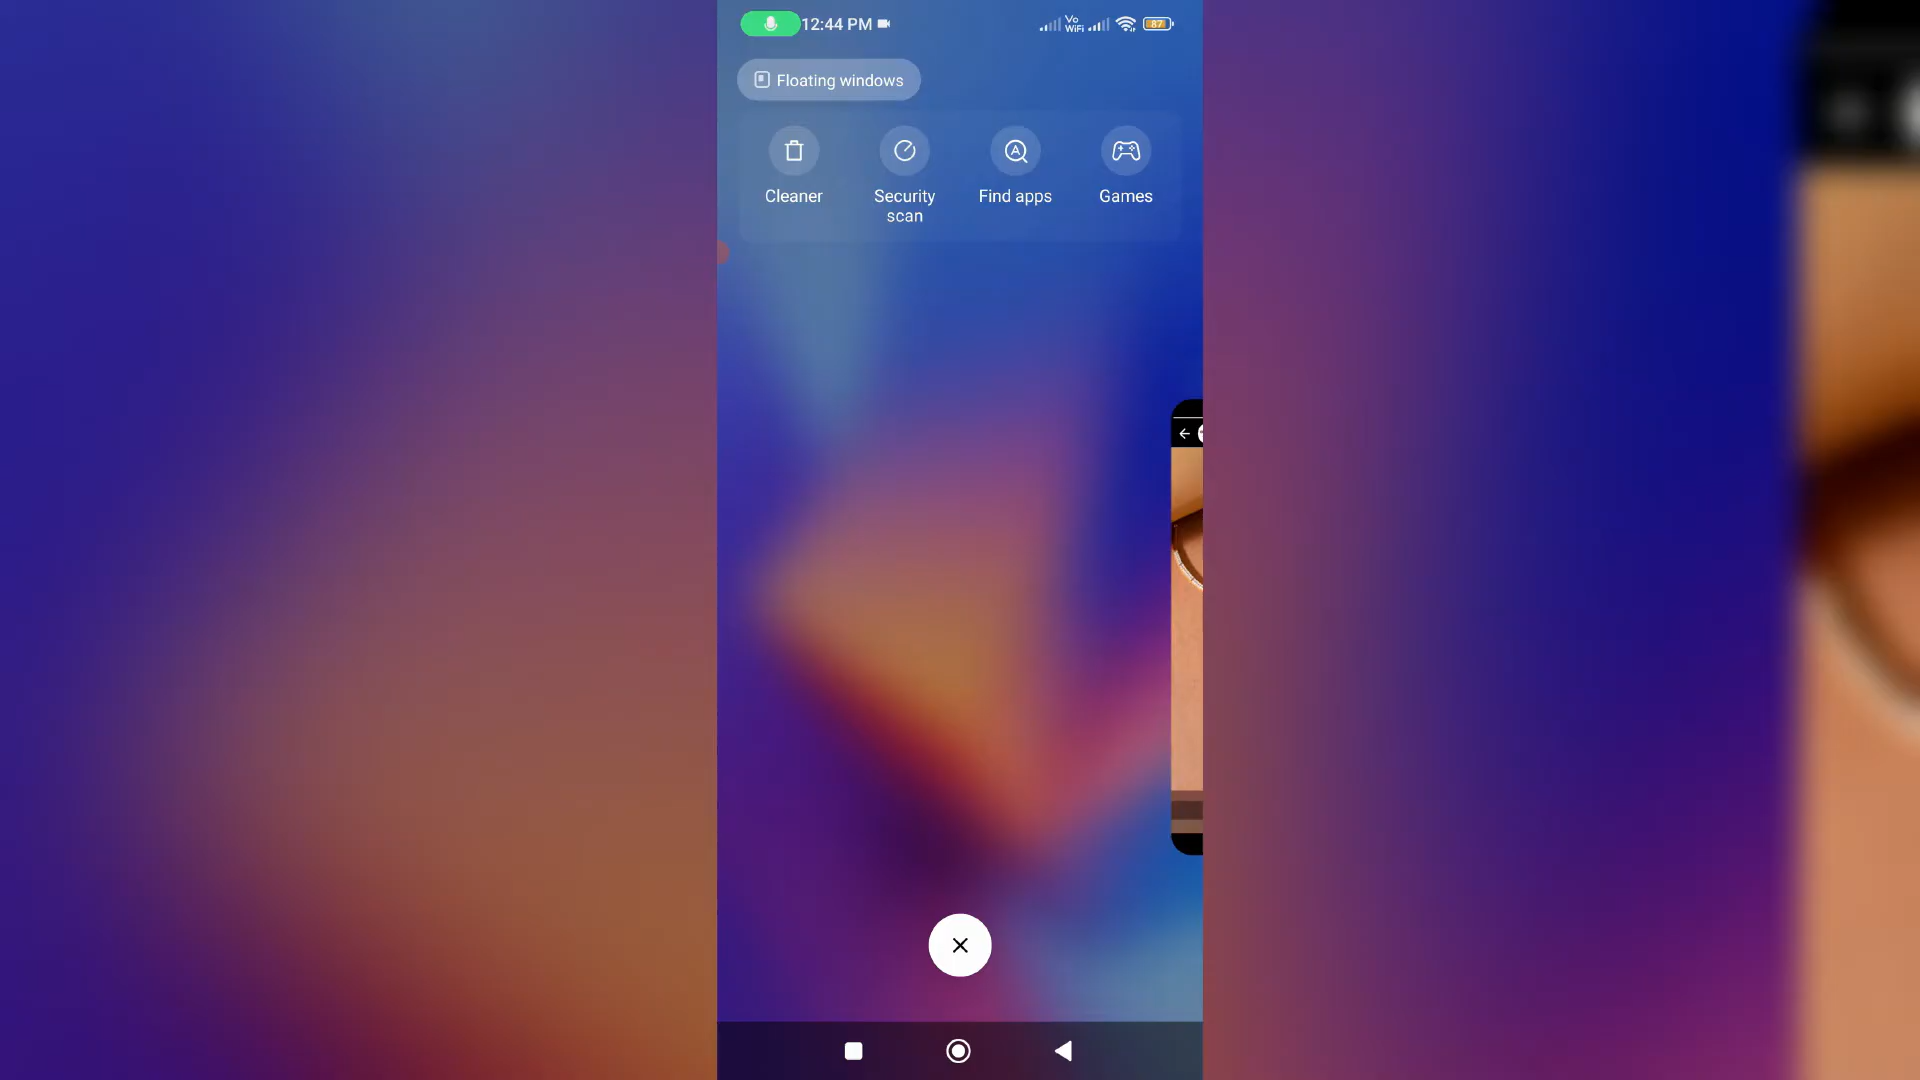 12:44 PM
Vo
WiFi
87
Floating windows
Cleaner
Security
scan
Find apps
Games